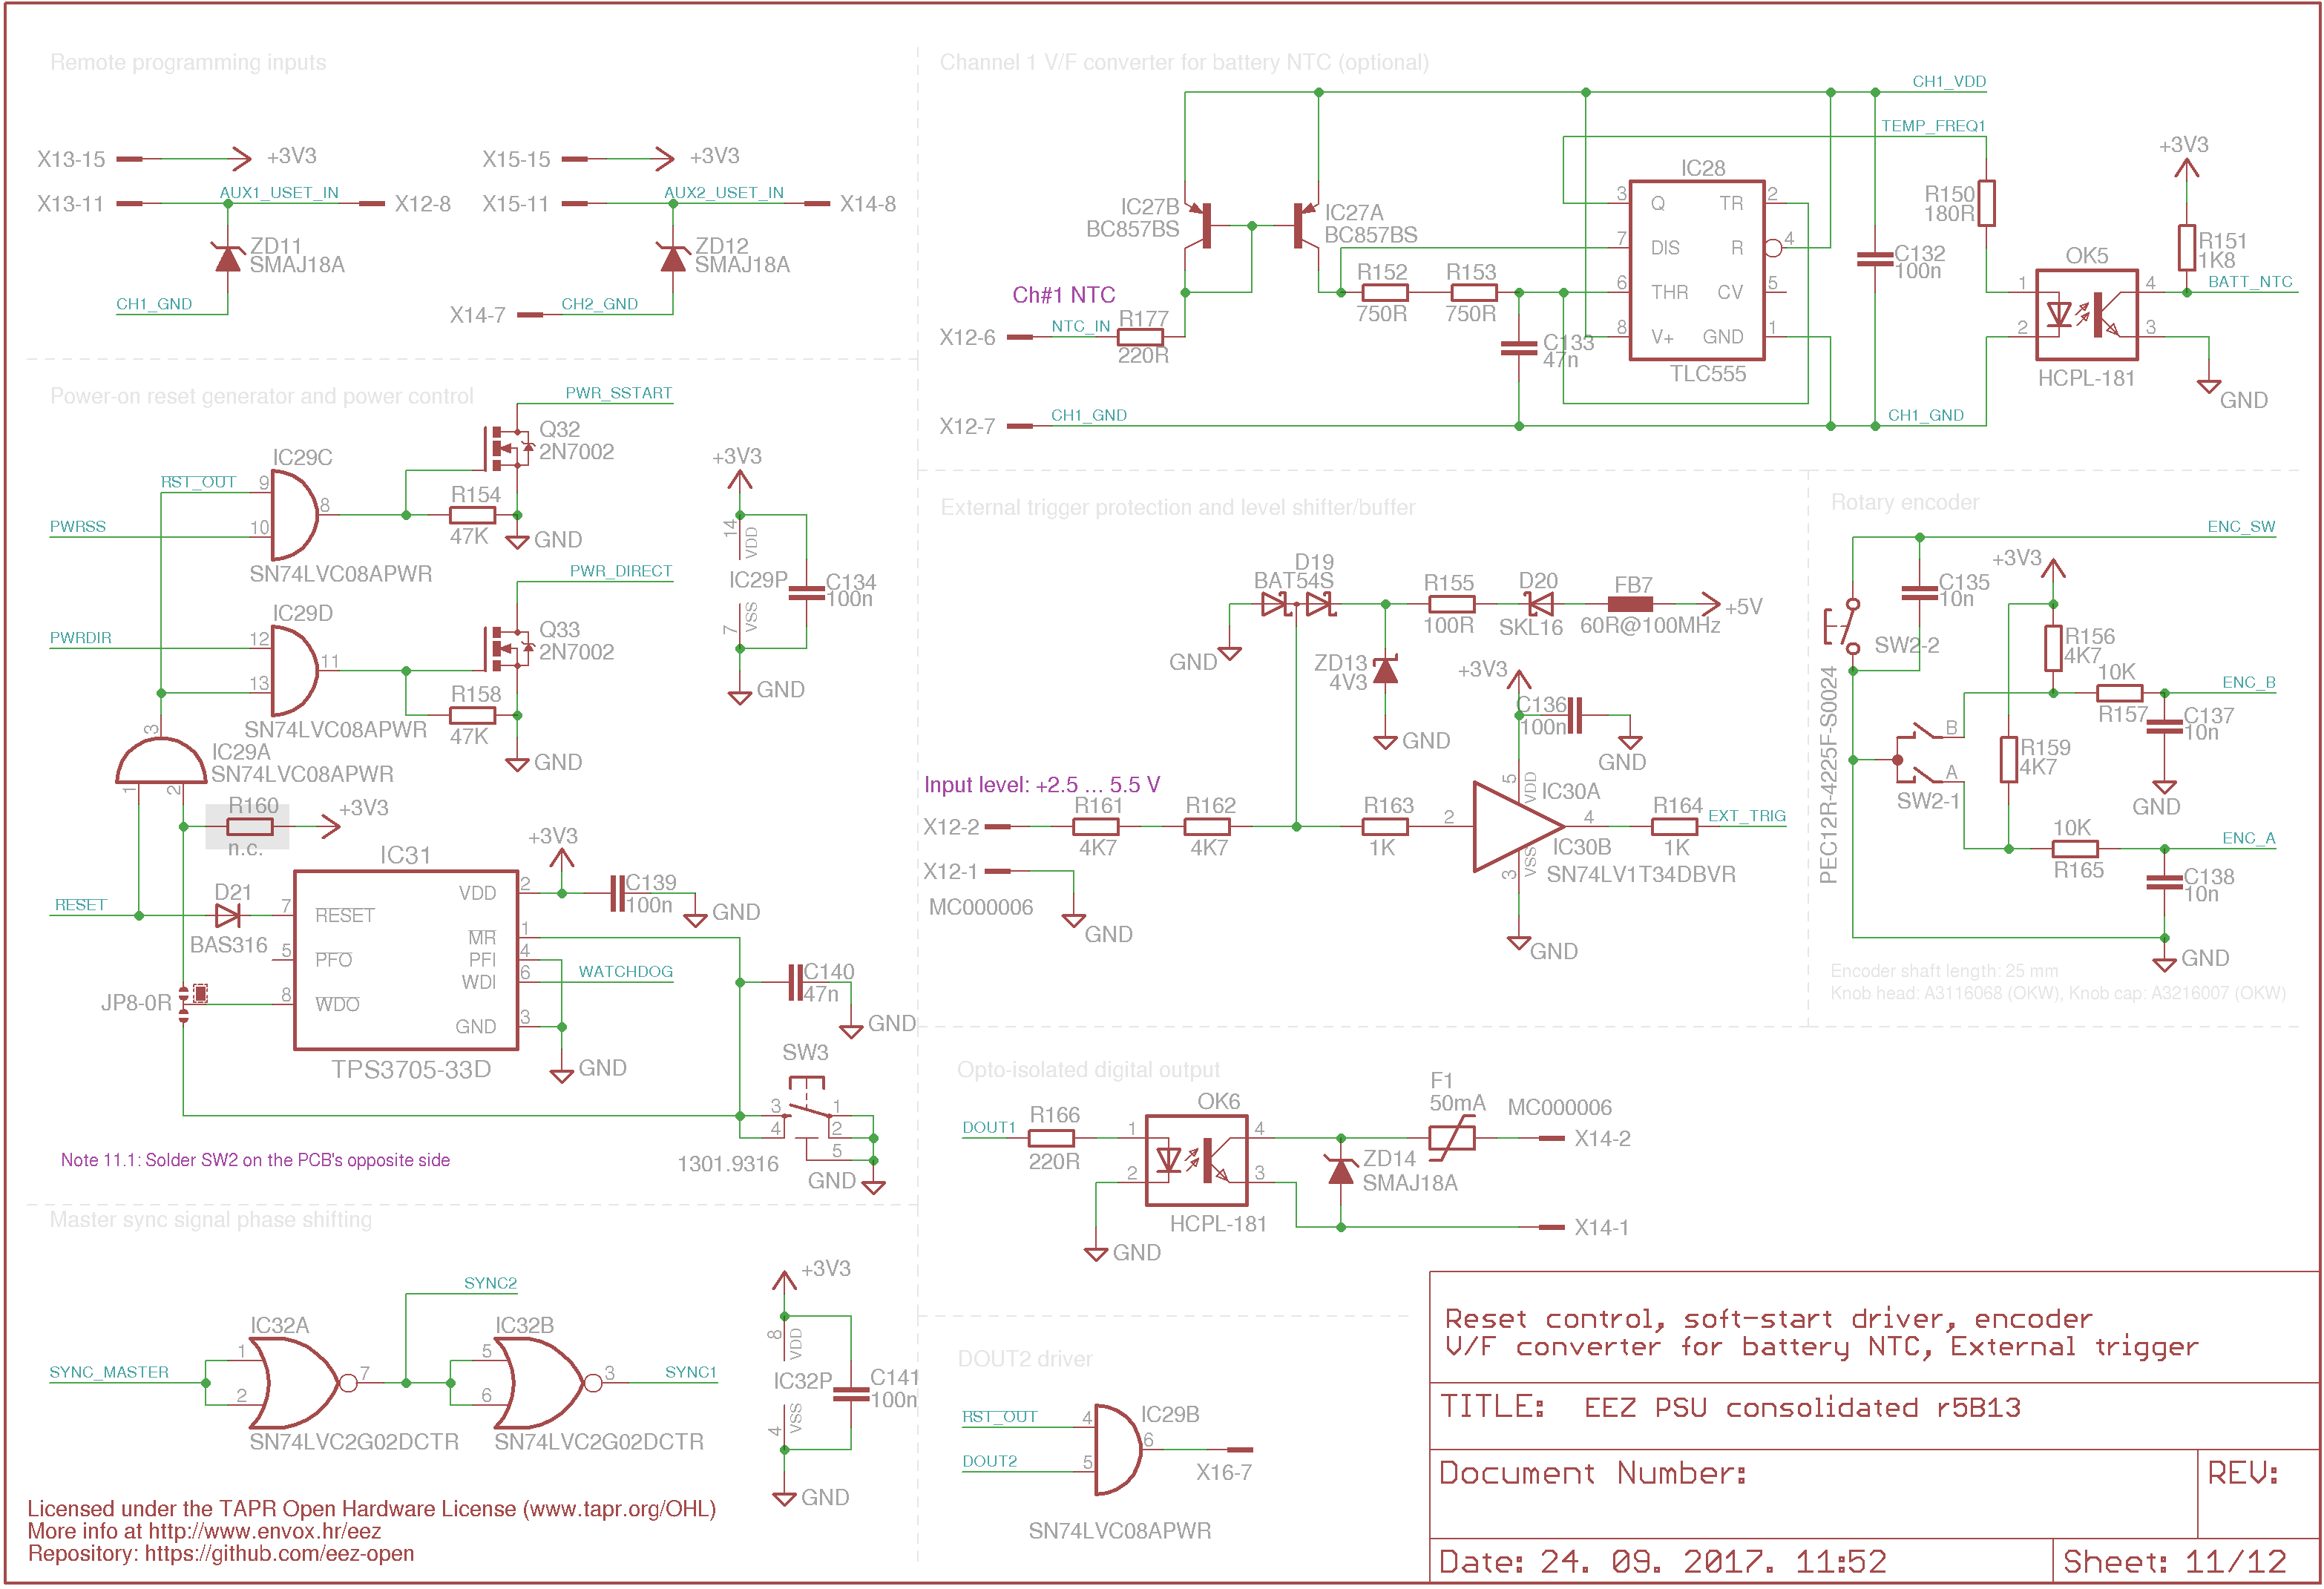 Remote programming inputs
X13-15
+3V3
X13-11
AUX1_USET_IN
X12-8
ZD11
SMAJ18A
CH1_GND
X15-15
+3V3
X15-11
AUX2_USET_IN
X14-8
ZD12
SMAJ18A
X14-7
CH2_GND
Channel 1 V/F converter for battery NTC (optional)
CH1_VDD
TEMP_FREQ1
IC27B
BC857BS
IC27A
BC857BS
IC28
3
Q
TR
2
7
DIS
R
4
6
THR
CV
5
8
V+
GND
1
TLC555
R152
750R
R153
750R
Ch#1 NTC
X12-6
NTC_IN
R177
220R
C133
47n
X12-7
CH1_GND
CH1_GND
C132
100n
R150
180R
+3V3
R151
1K8
BATT_NTC
OK5
1
2
4
3
HCPL-181
GND
Power-on reset generator and power control
PWR_SSTART
Q32
2N7002
IC29C
RST_OUT
9
8
PWRSS
10
R154
47K
GND
SN74LVC08APWR
PWR_DIRECT
IC29D
PWRDIR
12
11
13
Q33
2N7002
R158
47K
GND
SN74LVC08APWR
+3V3
14
VDD
IC29P
C134
100n
7
VSS
GND
3
IC29A
SN74LVC08APWR
1
2
R160
n.c.
+3V3
RESET
D21
BAS316
JP8-0R
IC31
7
RESET
5
PFO
8
WDO
VDD
2
MR
1
PFI
4
WDI
6
GND
3
TPS3705-33D
+3V3
C139
100n
GND
WATCHDOG
C140
47n
GND
GND
SW3
3
4
1
2
5
1301.9316
GND
Note 11.1: Solder SW2 on the PCB's opposite side
External trigger protection and level shifter/buffer
D19
BAT54S
R155
100R
D20
SKL16
FB7
60R@100MHz
+5V
GND
ZD13
4V3
GND
+3V3
C136
100n
GND
Input level: +2.5 ... 5.5 V
X12-2
R161
4K7
R162
4K7
R163
1K
2
5
VDD
IC30A
4
R164
1K
EXT_TRIG
3
VSS
IC30B
SN74LV1T34DBVR
X12-1
MC000006
GND
GND
Rotary encoder
ENC_SW
C135
10n
SW2-2
PEC12R-4225F-S0024
+3V3
R156
4K7
10K
R157
ENC_B
C137
10n
GND
B
A
SW2-1
R159
4K7
10K
R165
ENC_A
C138
10n
GND
Encoder shaft length: 25 mm
Knob head: A3116068 (OKW), Knob cap: A3216007 (OKW)
Opto-isolated digital output
DOUT1
R166
220R
OK6
1
2
4
3
HCPL-181
GND
F1
50mA
MC000006
X14-2
ZD14
SMAJ18A
X14-1
Master sync signal phase shifting
SYNC_MASTER
IC32A
1
2
7
SN74LVC2G02DCTR
SYNC2
IC32B
5
6
3
SN74LVC2G02DCTR
SYNC1
+3V3
8
VDD
IC32P
C141
100n
4
VSS
GND
DOUT2 driver
RST_OUT
4
DOUT2
5
IC29B
6
X16-7
SN74LVC08APWR
Licensed under the TAPR Open Hardware License (www.tapr.org/OHL)
More info at http://www.envox.hr/eez
Repository: https://github.com/eez-open
Reset control, soft-start driver, encoder
V/F converter for battery NTC, External trigger
TITLE: EEZ PSU consolidated r5B13
Document Number:
REV:
Date: 24. 09. 2017. 11:52
Sheet: 11/12